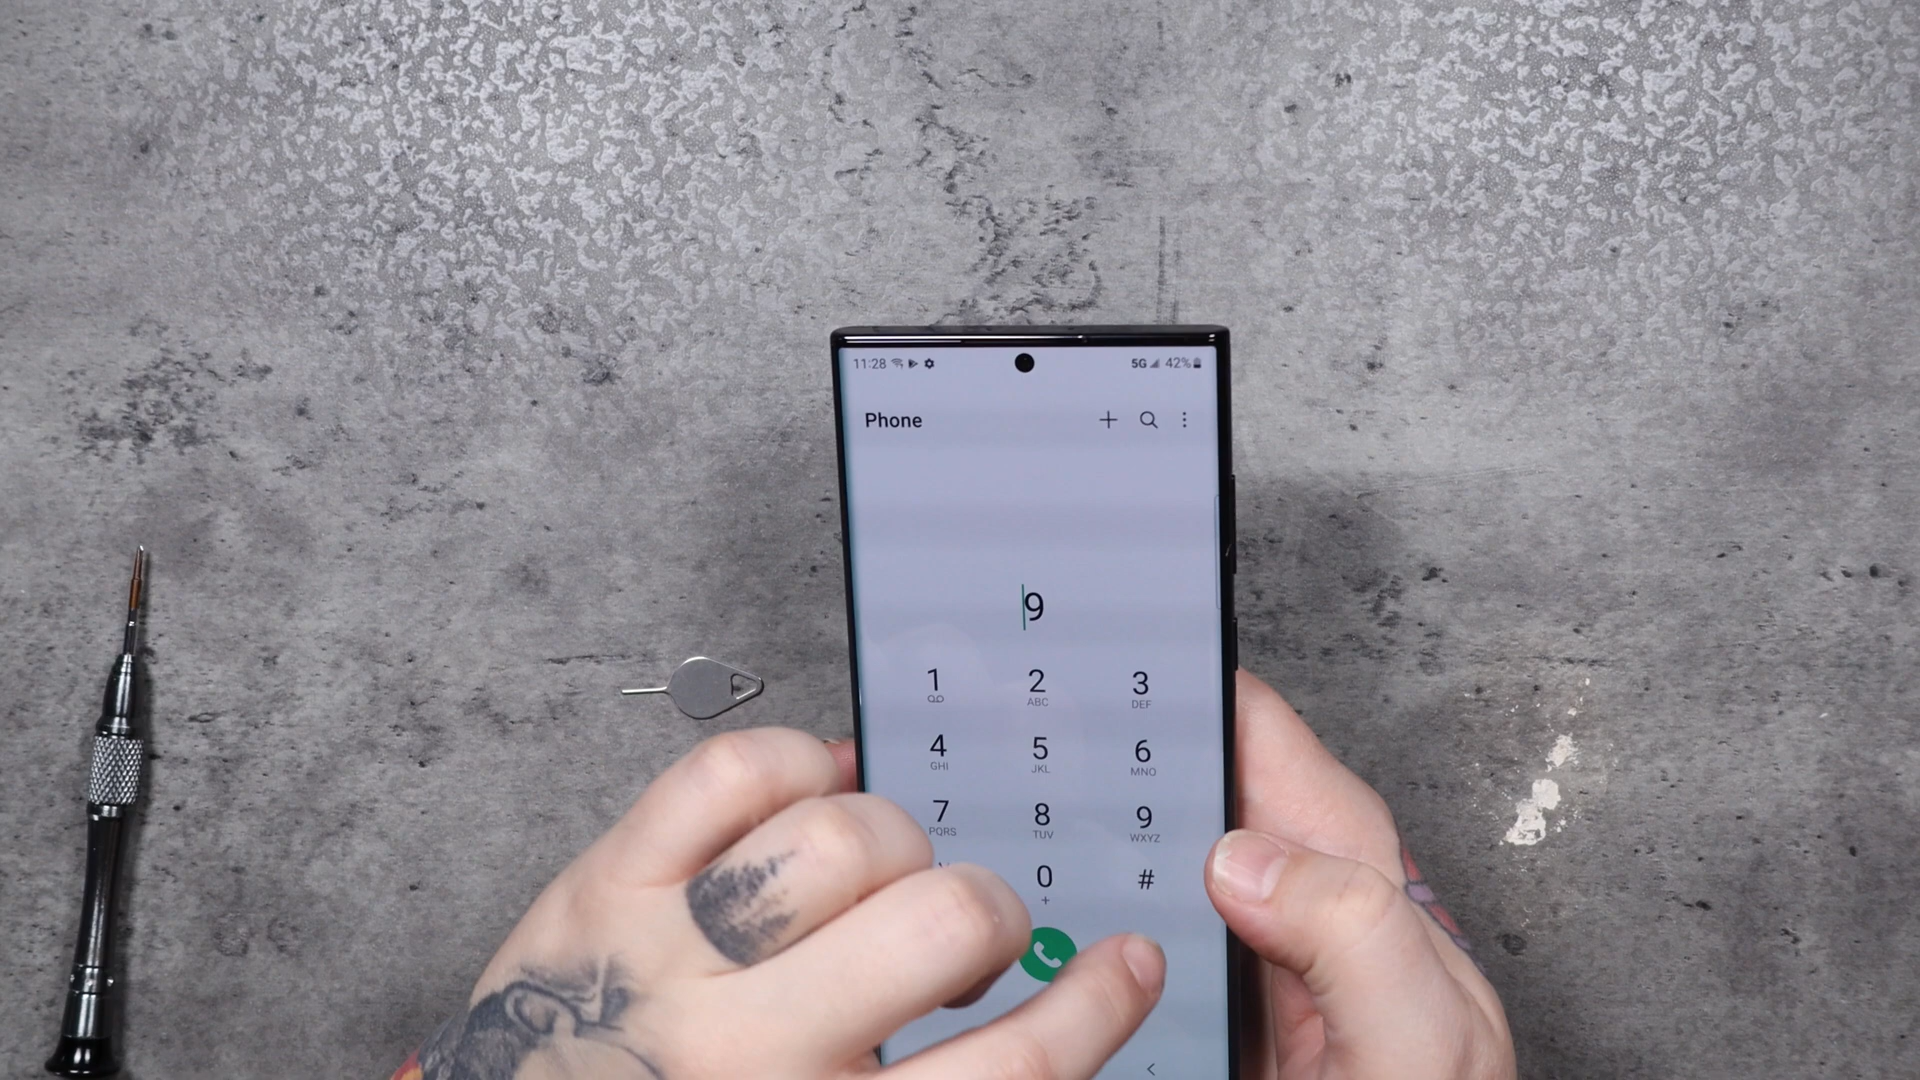 11:28 5G 42%
Phone
9
1 2 3
ABC DEF
4 5 6
GHI JKL MNO
7 8 9
PQRS TUV WXYZ
0 #
+